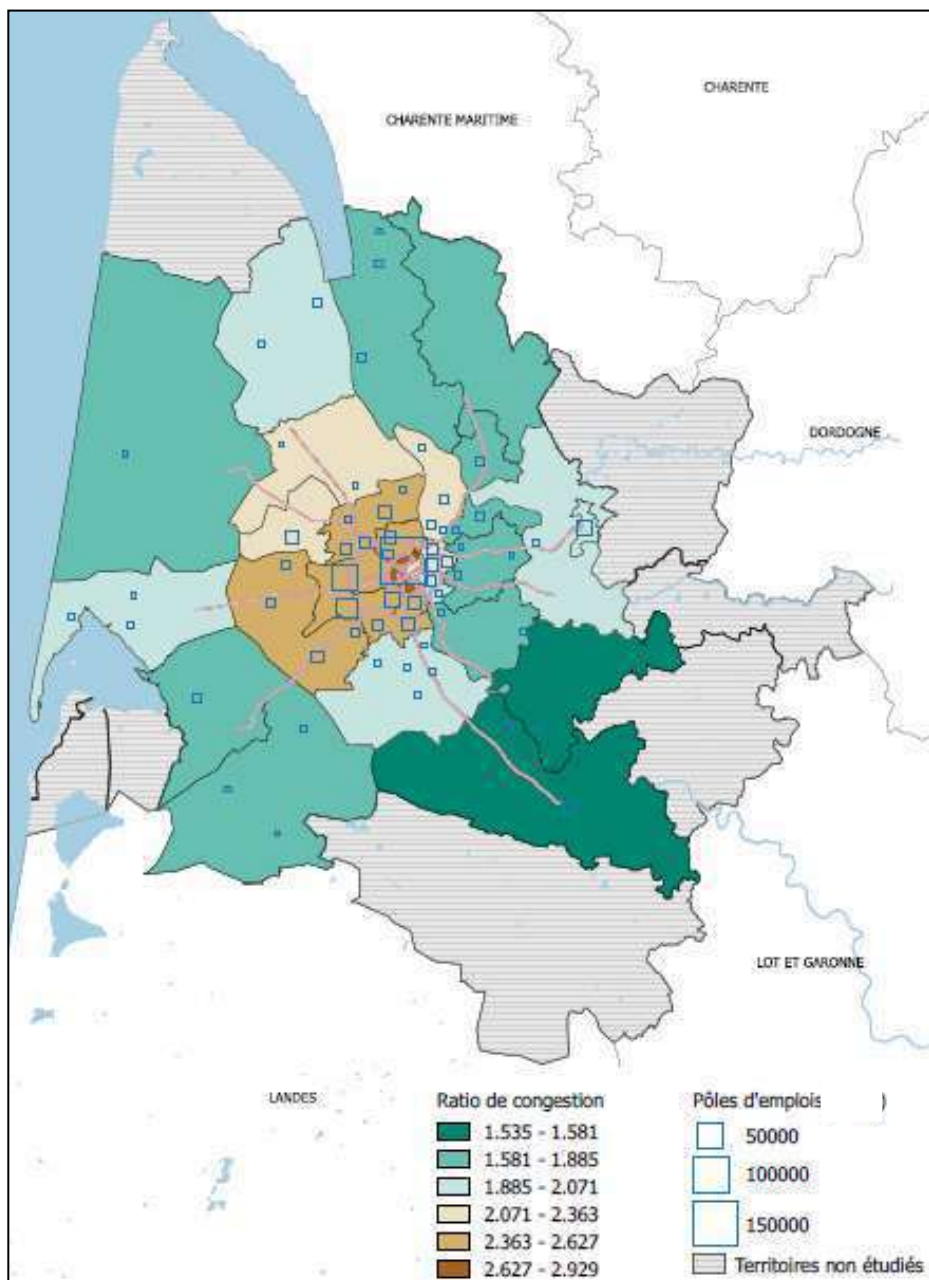 CHARENTE
CHARENTE MARITIME
DORDOGNE
LOT ET GARONNE
LANDES
Ratio de congestion
1.535 - 1.581
1.581 - 1.885
1.885 - 2.071
2.071 - 2.363
2.363 - 2.627
2.627 - 2.929
Pôles d'emplois )
50000
100000
150000
Territoires non étudiés